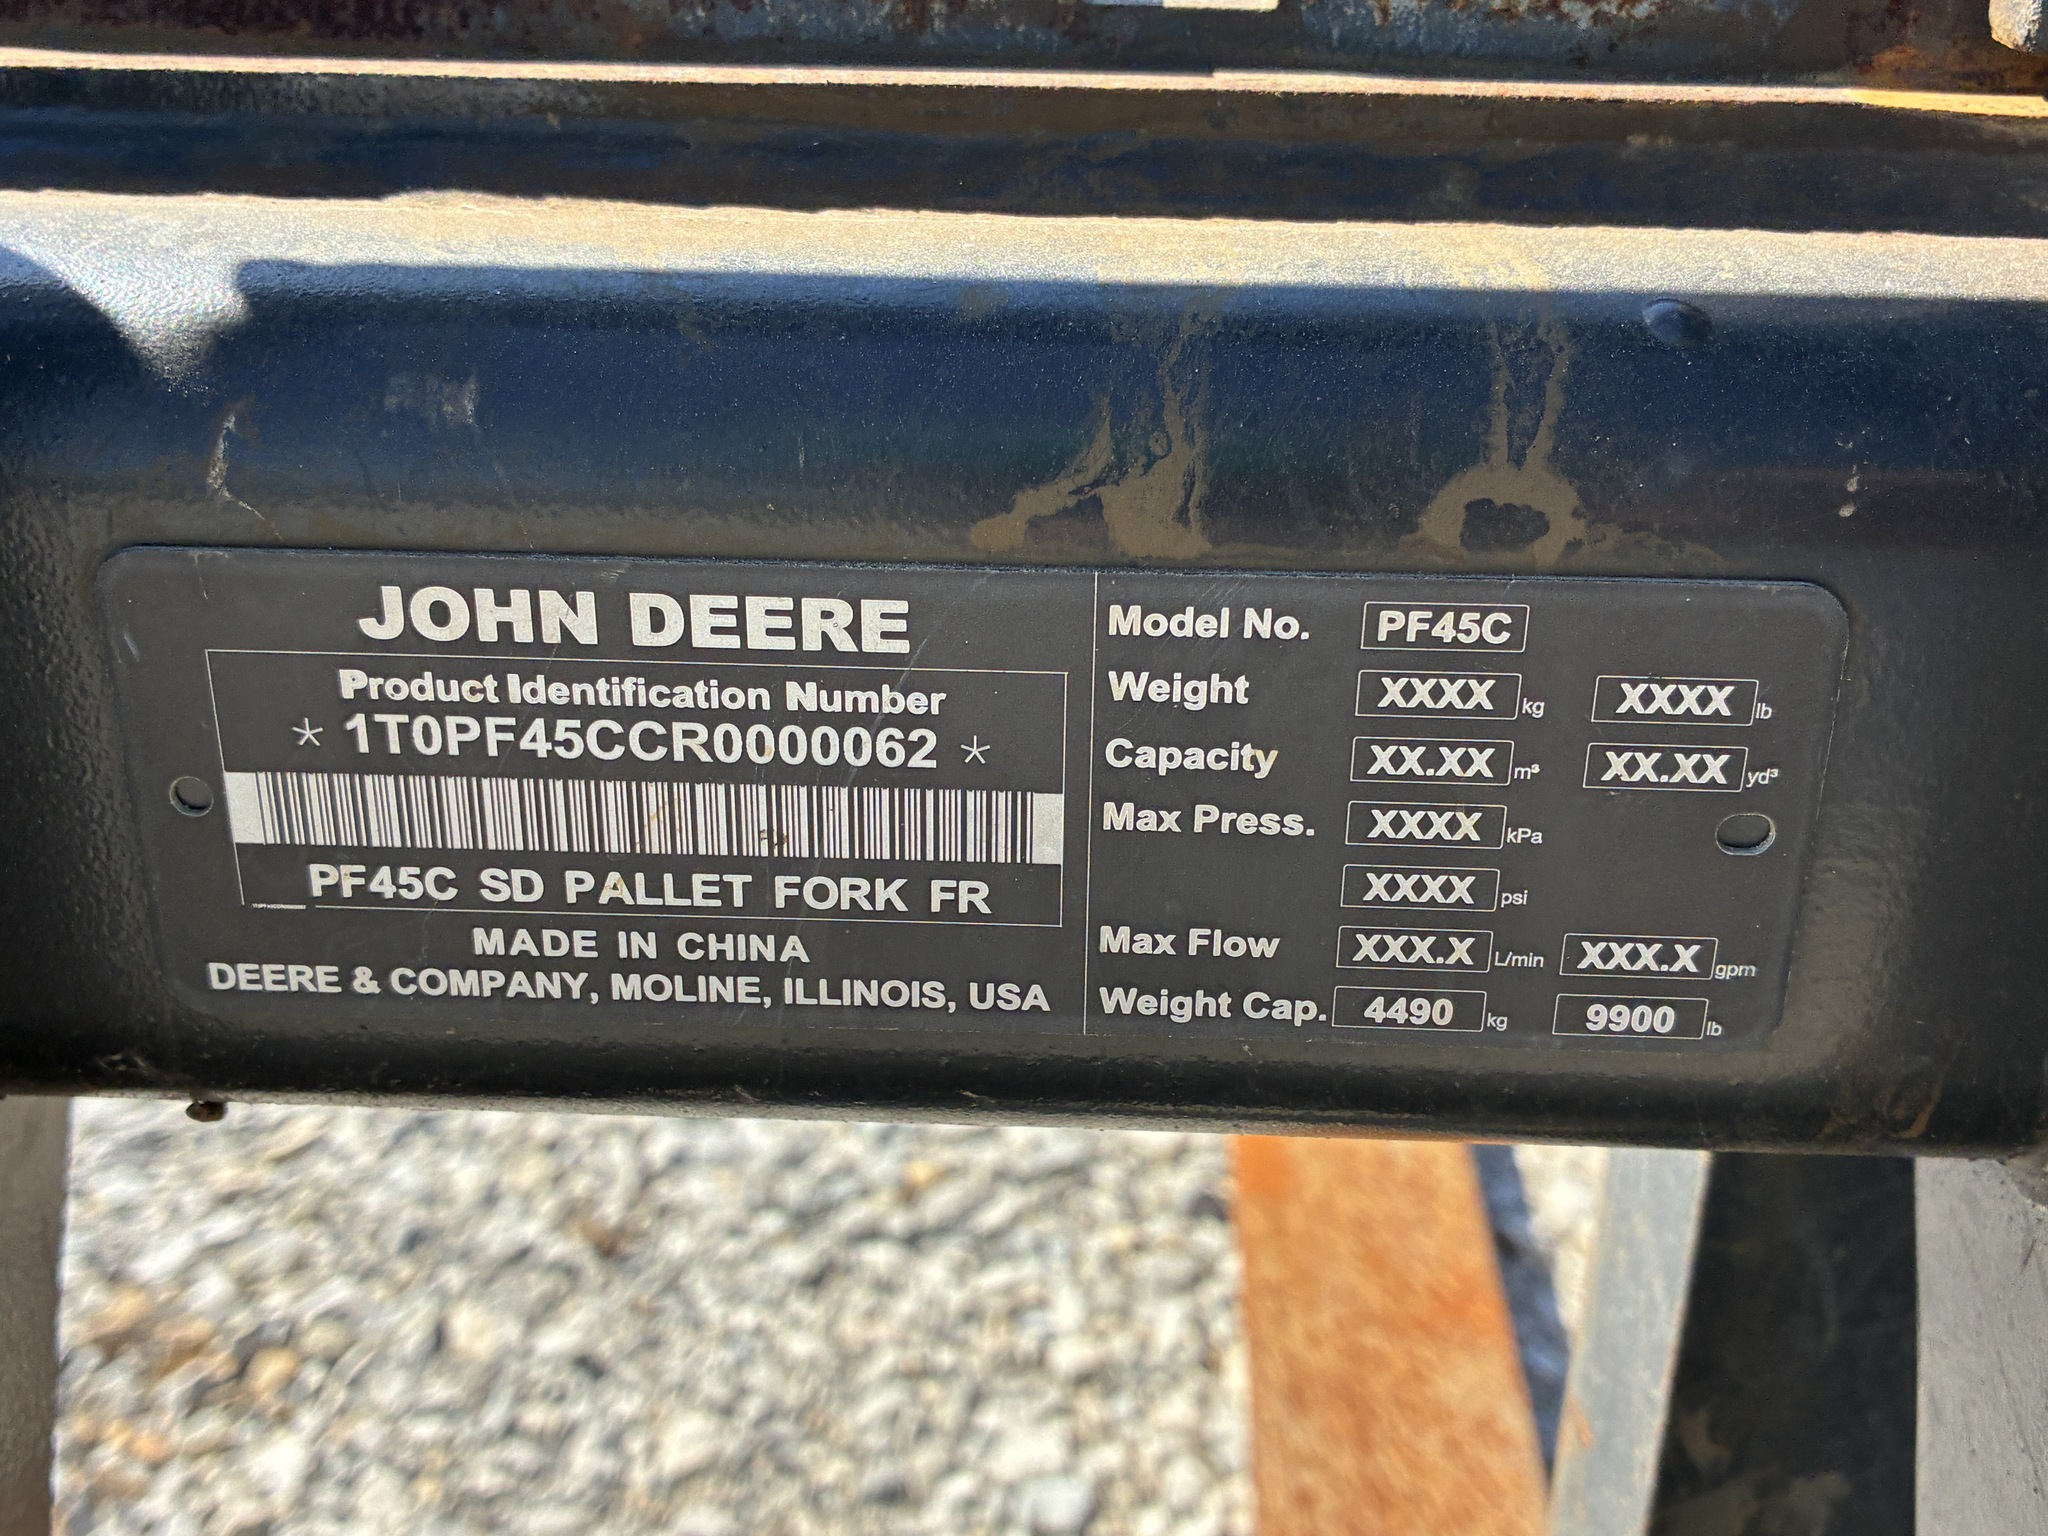 JOHN DEERE
Product Identification Number
* 1T0PF45CCCR0000062 *
PF45C SD PALLET FORK FR
MADE IN CHINA
DEERE & COMPANY, MOLINE, ILLINOIS, USA
Model No. PF45C
Weight XXXX kg XXXX lb
Capacity XX.XX m³ XX.XX yd³
Max Press. XXXX kPa
XXXX psi
Max Flow XXX.X L/min XXX.X gpm
Weight Cap. 4490 kg 9900 lb